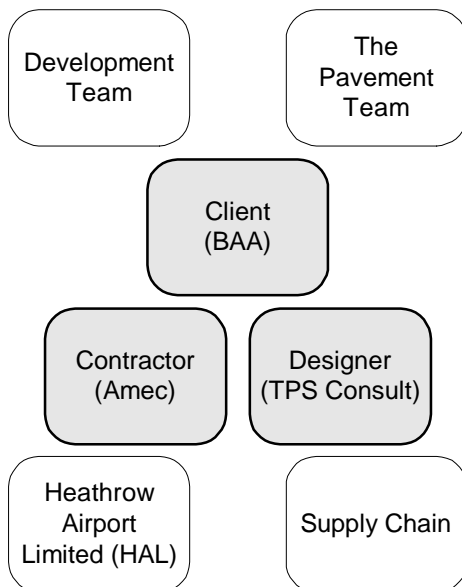 Development
Team
The
Pavement
Team
Client
(BAA)
Contractor
(Amec)
Designer
(TPS Consult)
Heathrow
Airport
Limited (HAL)
Supply Chain